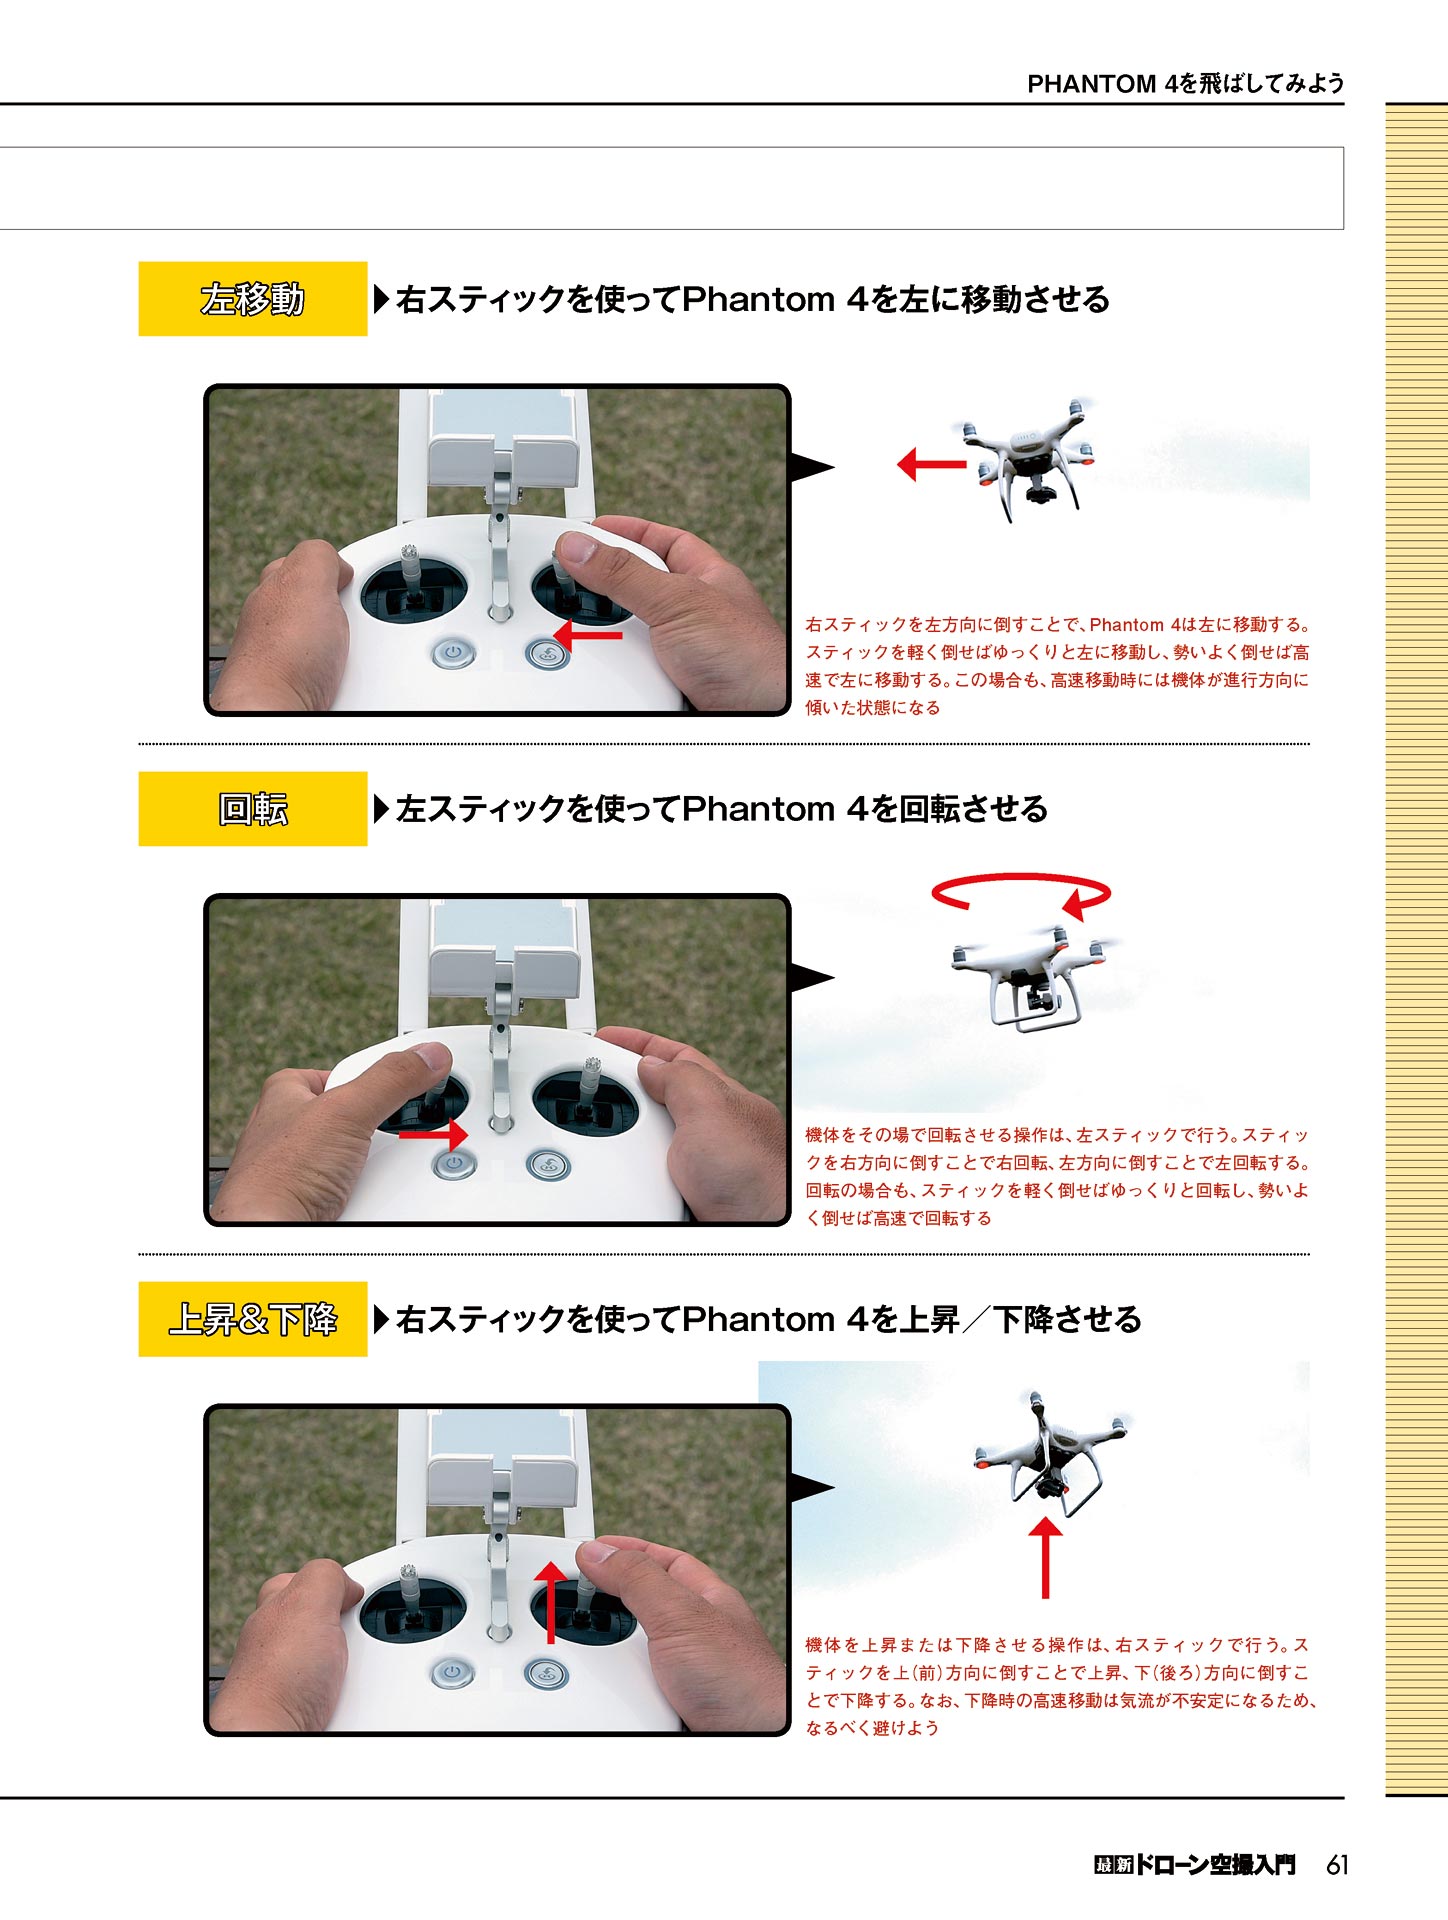 PHANTOM 4を飛ばしてみよう
左移動
▶右スティックを使ってPhantom 4を左に移動させる
右スティックを左方向に倒すことで、Phantom 4は左に移動する。
スティックを軽く倒せばゆっくりと左に移動し、勢いよく倒せば高
速で左に移動する。この場合も、高速移動時には機体が進行方向に
傾いた状態になる
回転
▶左スティックを使ってPhantom 4を回転させる
機体をその場で回転させる操作は、左スティックで行う。スティッ
クを右方向に倒すことで右回転、左方向に倒すことで左回転する。
回転の場合も、スティックを軽く倒せばゆっくりと回転し、勢いよ
く倒せば高速で回転する
上昇&下降
▶右スティックを使ってPhantom 4を上昇／下降させる
機体を上昇または下降させる操作は、右スティックで行う。ス
ティックを上（前）方向に倒すことで上昇、下（後ろ）方向に倒すこ
とで下降する。なお、下降時の高速移動は気流が不安定になるため、
なるべく避けよう
最新ドローン空撮入門 61